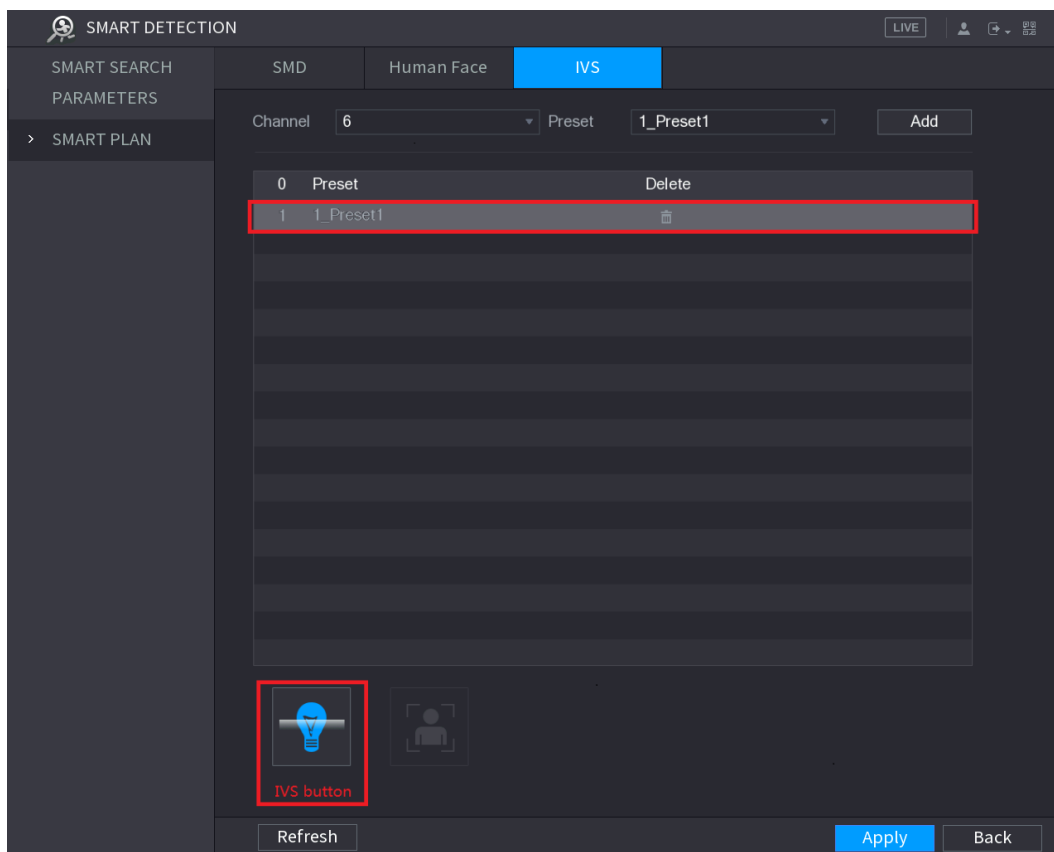 SMART DETECTION LIVE
SMART SEARCH
PARAMETERS
> SMART PLAN
SMD Human Face IVS
Channel 6 Preset 1_Preset1 Add
0 Preset Delete
1 1_Preset1
IVS button
Refresh Apply Back